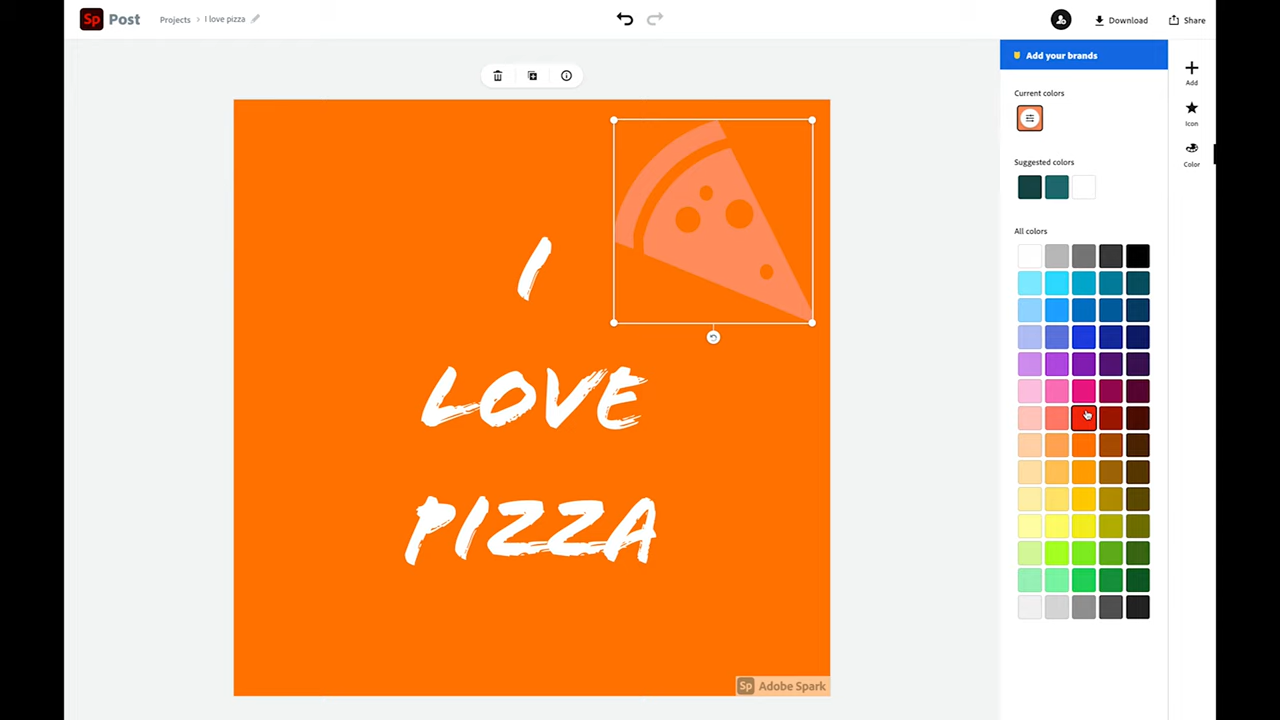 Sp Post
Projects > I love pizza
Download
Share
Add your brands
Add
Current colors
Icon
Suggested colors
Color
All colors
I
LOVE
PIZZA
Sp Adobe Spark